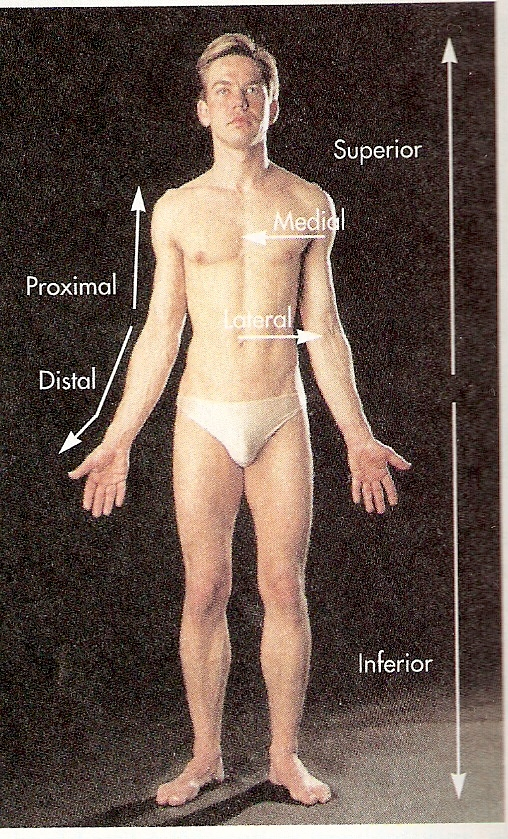 Superior
Medial
Proximal
Lateral
Distal
Inferior